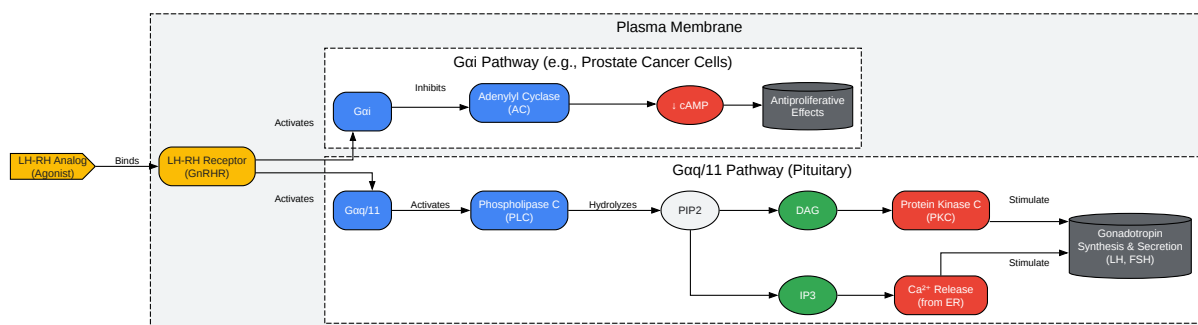 Plasma Membrane
Gαi Pathway (e.g., Prostate Cancer Cells)
Inhibits
Gαi
Adenylyl Cyclase
(AC)
↓ cAMP
Antiproliferative
Effects
Activates
LH-RH Analog
(Agonist)
Binds
LH-RH Receptor
(GnRHR)
Activates
Gαq/11 Pathway (Pituitary)
Gαq/11
Activates
Phospholipase C
(PLC)
Hydrolyzes
PIP2
DAG
Protein Kinase C
(PKC)
Stimulate
Gonadotropin
Synthesis & Secretion
(LH, FSH)
Stimulate
IP3
Ca²⁺ Release
(from ER)